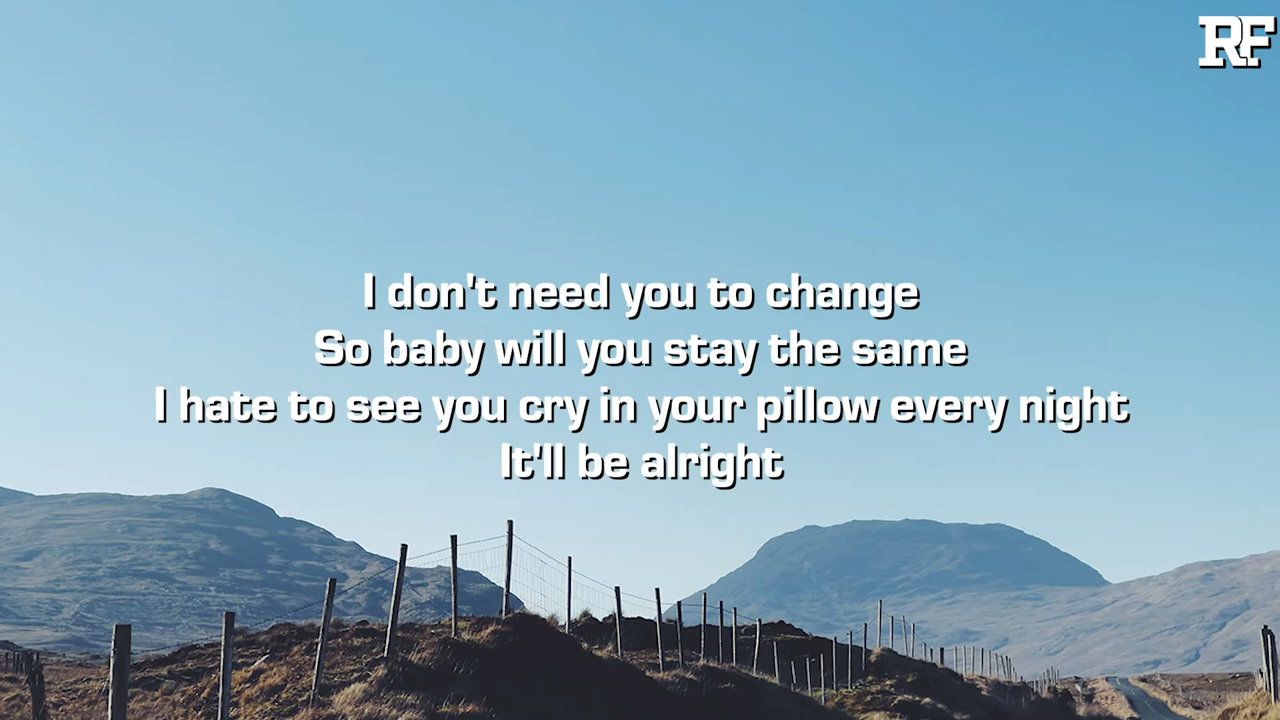 RF
I don't need you to change
So baby will you stay the same
I hate to see you cry in your pillow every night
It'll be alright